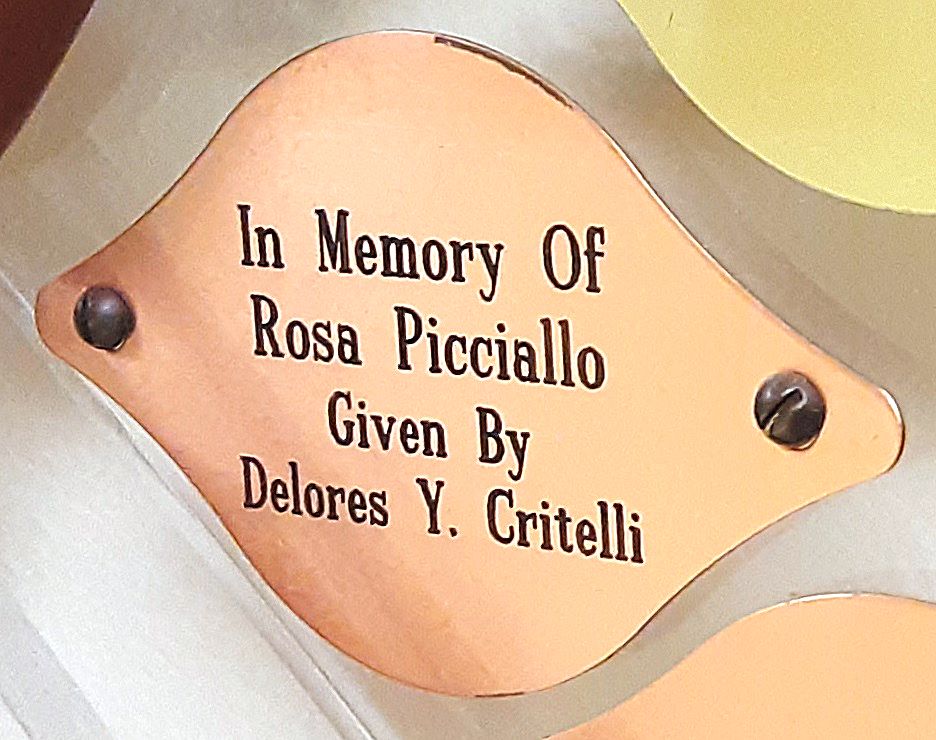 In Memory Of
Rosa Picciallo
Given By
Delores Y. Critelli